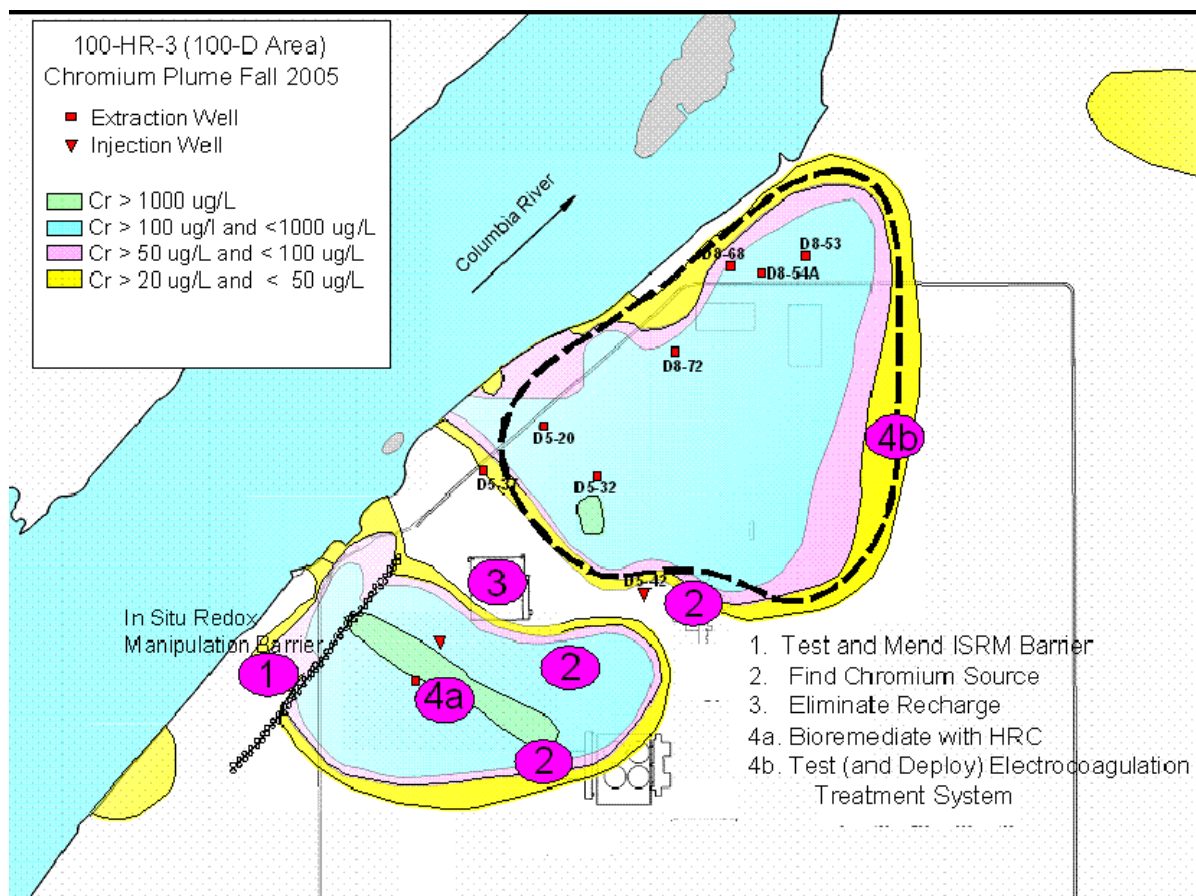 100-HR-3 (100-D Area)
Chromium Plume Fall 2005
Extraction Well
Injection Well
Cr > 1000 ug/L
Cr > 100 ug/l and <1000 ug/L
Cr > 50 ug/L and < 100 ug/L
Cr > 20 ug/L and < 50 ug/L
Columbia River
D8-53
D8-68
D8-54A
D8-72
4b
D5-20
D5-37
D5-32
3
D5-42
2
In Situ Redox
Manipulation Barrier
1
2
4a
2
1. Test and Mend ISRM Barrier
2. Find Chromium Source
3. Eliminate Recharge
4a. Bioremediate with HRC
4b. Test (and Deploy) Electrocoagulation
Treatment System